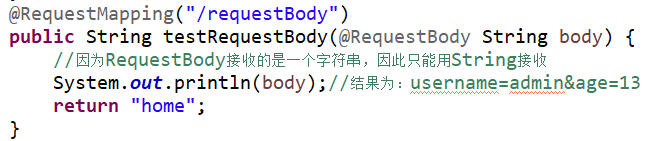 @RequestMapping("/requestBody")
public String testRequestBody(@RequestBody String body) {
    //因为RequestBody接收的是一个字符串，因此只能用String接收
    System.out.println(body);//结果为：username=admin&age=13
    return "home";
}